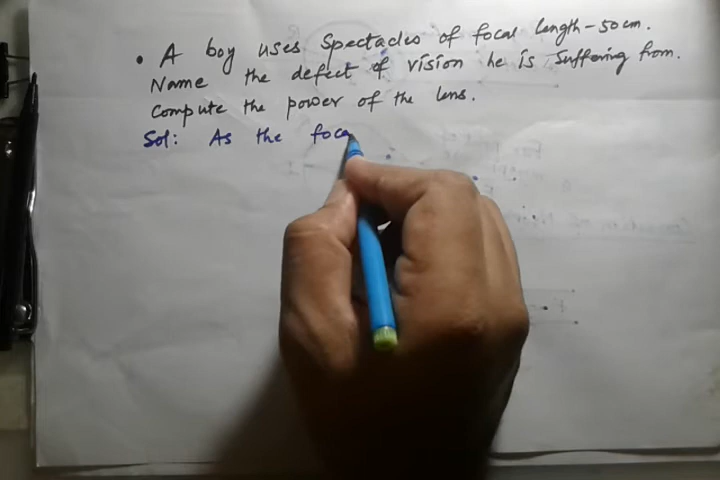 • A boy uses Spectacles of focal length - 50 cm.
Name the defect of vision he is Suffering from.
Compute the power of the lens.
Sol: As the foca